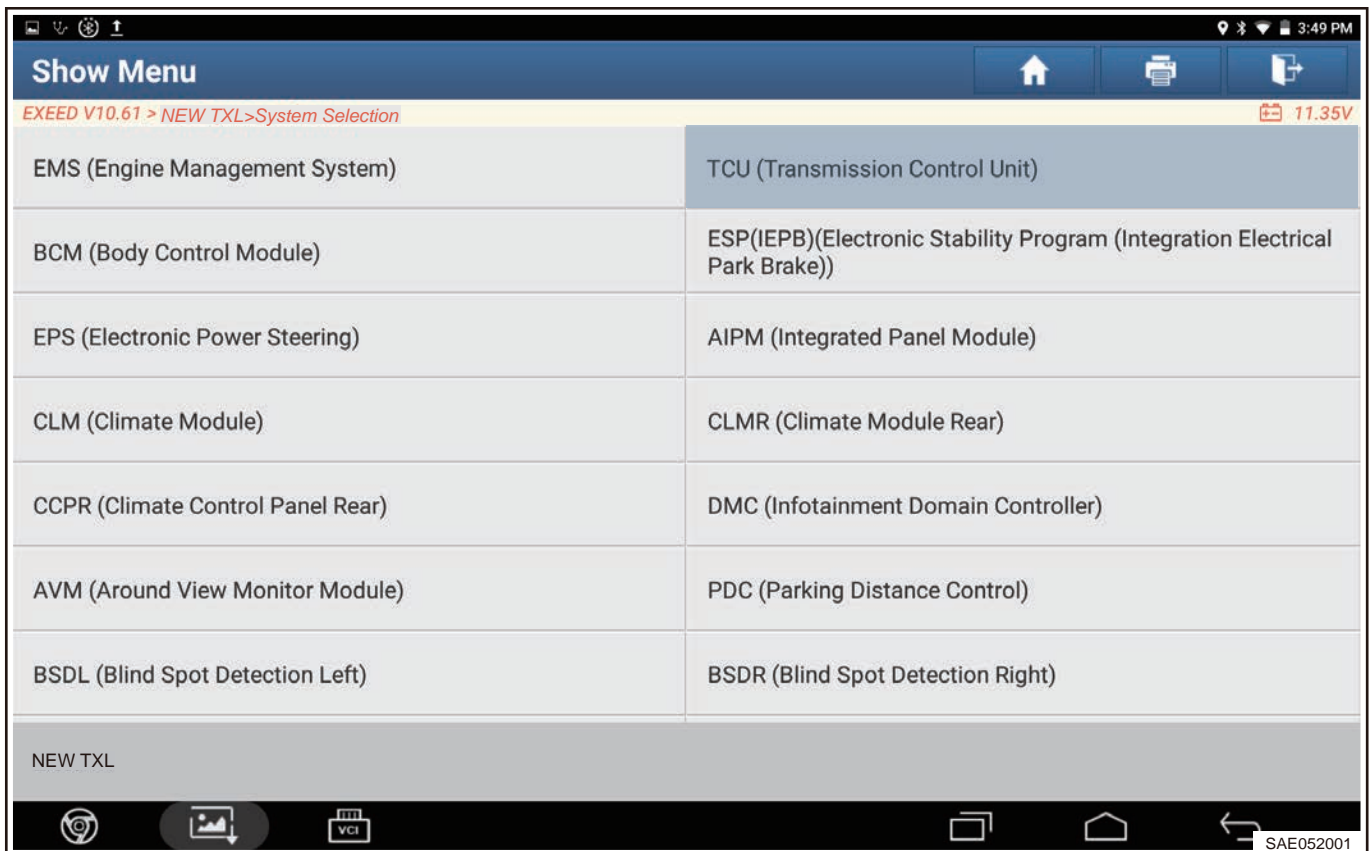 3:49 PM
Show Menu
EXEED V10.61 > NEW TXL>System Selection
11.35V
EMS (Engine Management System)
TCU (Transmission Control Unit)
BCM (Body Control Module)
ESP(IEPB)(Electronic Stability Program (Integration Electrical
Park Brake))
EPS (Electronic Power Steering)
AIPM (Integrated Panel Module)
CLM (Climate Module)
CLMR (Climate Module Rear)
CCPR (Climate Control Panel Rear)
DMC (Infotainment Domain Controller)
AVM (Around View Monitor Module)
PDC (Parking Distance Control)
BSDL (Blind Spot Detection Left)
BSDR (Blind Spot Detection Right)
NEW TXL
VCI
SAE052001